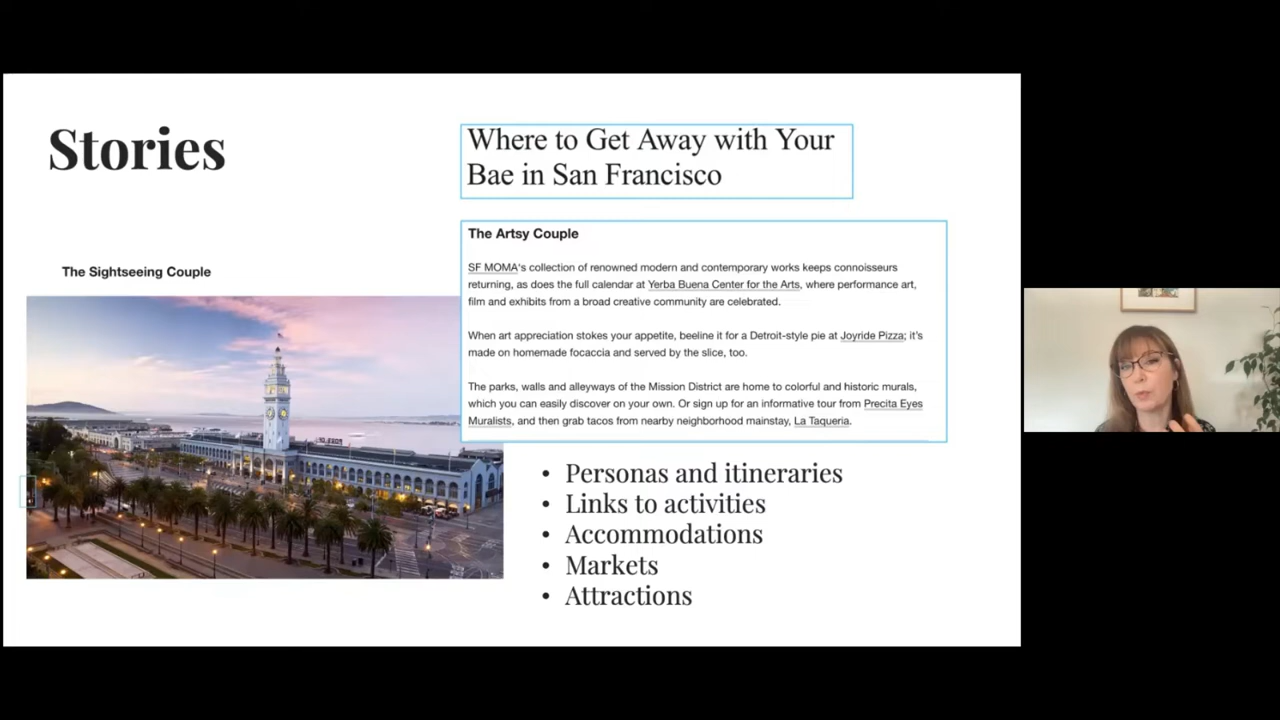 Stories
Where to Get Away with Your
Bae in San Francisco
The Sightseeing Couple
The Artsy Couple
SF MOMA's collection of renowned modern and contemporary works keeps connoisseurs
returning, as does the full calendar at Yerba Buena Center for the Arts, where performance art,
film and exhibits from a broad creative community are celebrated.
When art appreciation stokes your appetite, beeline it for a Detroit-style pie at Joyride Pizza; it's
made on homemade focaccia and served by the slice, too.
The parks, walls and alleyways of the Mission District are home to colorful and historic murals,
which you can easily discover on your own. Or sign up for an informative tour from Precita Eyes
Muralists, and then grab tacos from nearby neighborhood mainstay, La Taqueria.
• Personas and itineraries
• Links to activities
• Accommodations
• Markets
• Attractions